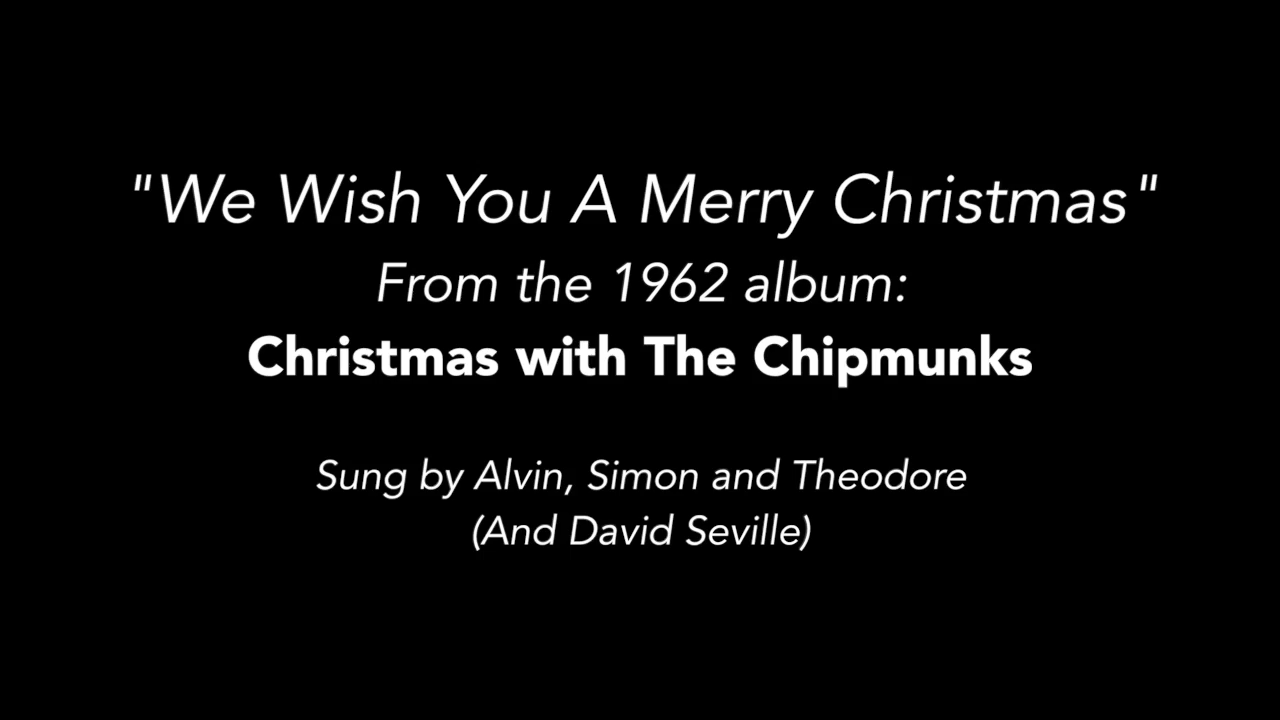 "We Wish You A Merry Christmas"
From the 1962 album:
Christmas with The Chipmunks
Sung by Alvin, Simon and Theodore
(And David Seville)